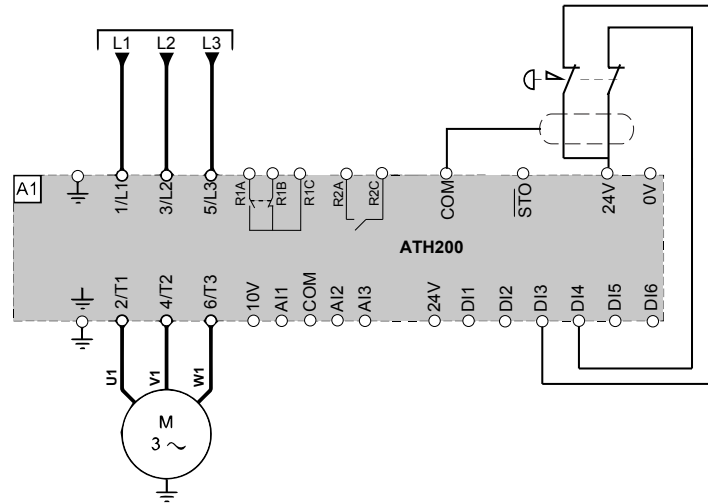 L1 L2 L3
A1
1/L1 3/L2 5/L3 R1A R1B R1C R2A R2C COM STO 24V 0V
ATH200
2/T1 4/T2 6/T3 10V AI1 COM AI2 AI3 24V DI1 DI2 DI3 DI4 DI5 DI6
U1 V1 W1
M
3 ~